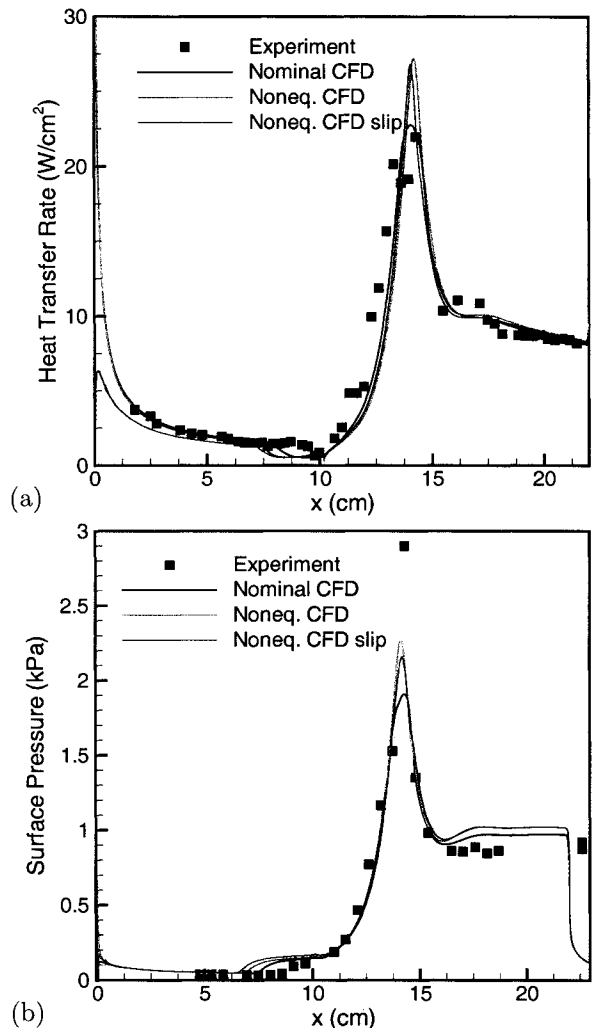 30
Experiment
Nominal CFD
Noneq. CFD
Noneq. CFD slip
20
10
0
Heat Transfer Rate (W/cm²)
0
5
10
15
20
x (cm)
(a)
3
Experiment
Nominal CFD
Noneq. CFD
Noneq. CFD slip
2.5
2
1.5
1
0.5
0
Surface Pressure (kPa)
0
5
10
15
20
x (cm)
(b)